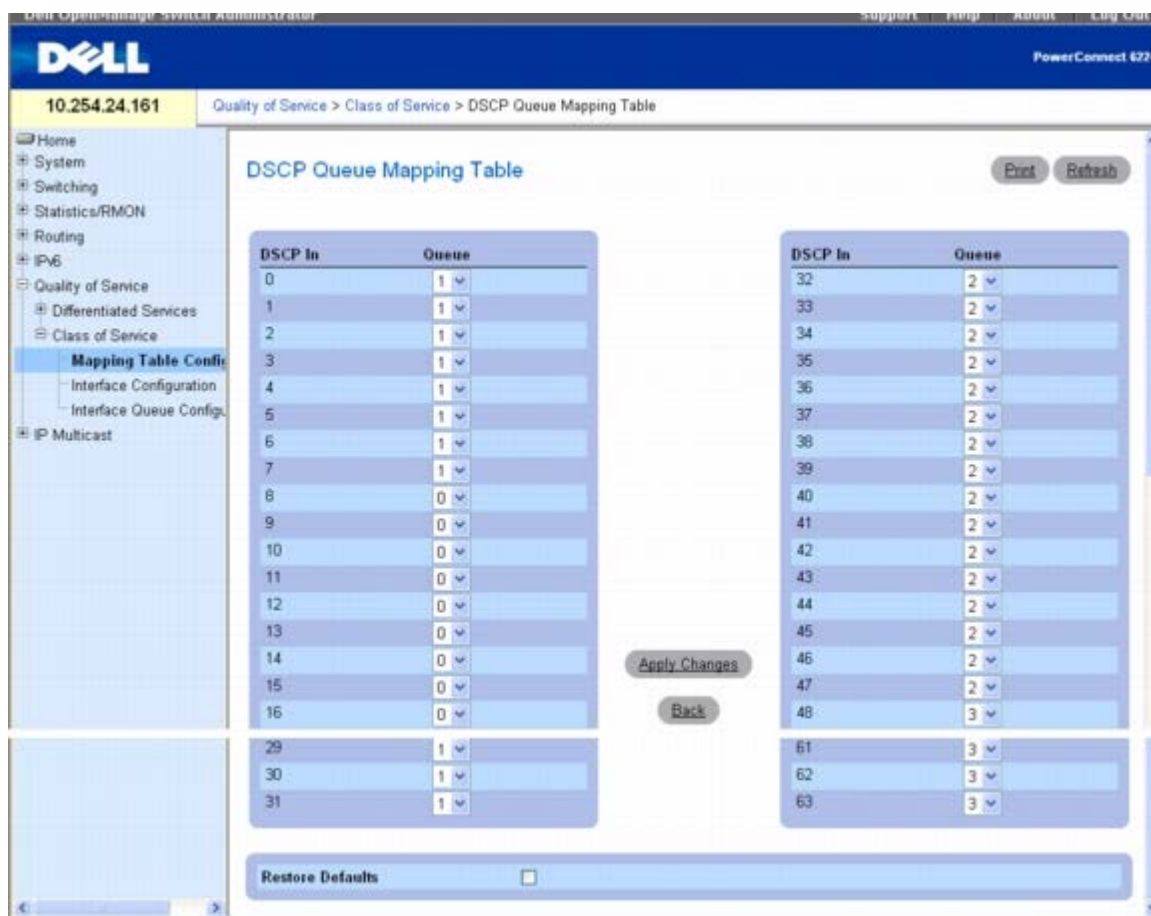 Dell OpenManage Switch Administrator Support Help About Log Out
DELL
PowerConnect 622
10.254.24.161
Quality of Service > Class of Service > DSCP Queue Mapping Table
Home
System
Switching
Statistics/RMON
Routing
IPv6
Quality of Service
Differentiated Services
Class of Service
Mapping Table Config
Interface Configuration
Interface Queue Configu
IP Multicast
DSCP Queue Mapping Table
Print Refresh
DSCP In Queue
0 1
1 1
2 1
3 1
4 1
5 1
6 1
7 1
8 0
9 0
10 0
11 0
12 0
13 0
14 0
15 0
16 0
29 1
30 1
31 1
Apply Changes
Back
DSCP In Queue
32 2
33 2
34 2
35 2
36 2
37 2
38 2
39 2
40 2
41 2
42 2
43 2
44 2
45 2
46 2
47 2
48 3
61 3
62 3
63 3
Restore Defaults